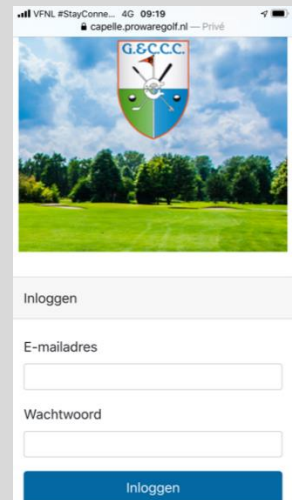 VFNL #StayConne... 4G 09:19
capelle.prowaregolf.nl — Privé
G.&C.C.C.
Inloggen
E-mailadres
Wachtwoord
Inloggen